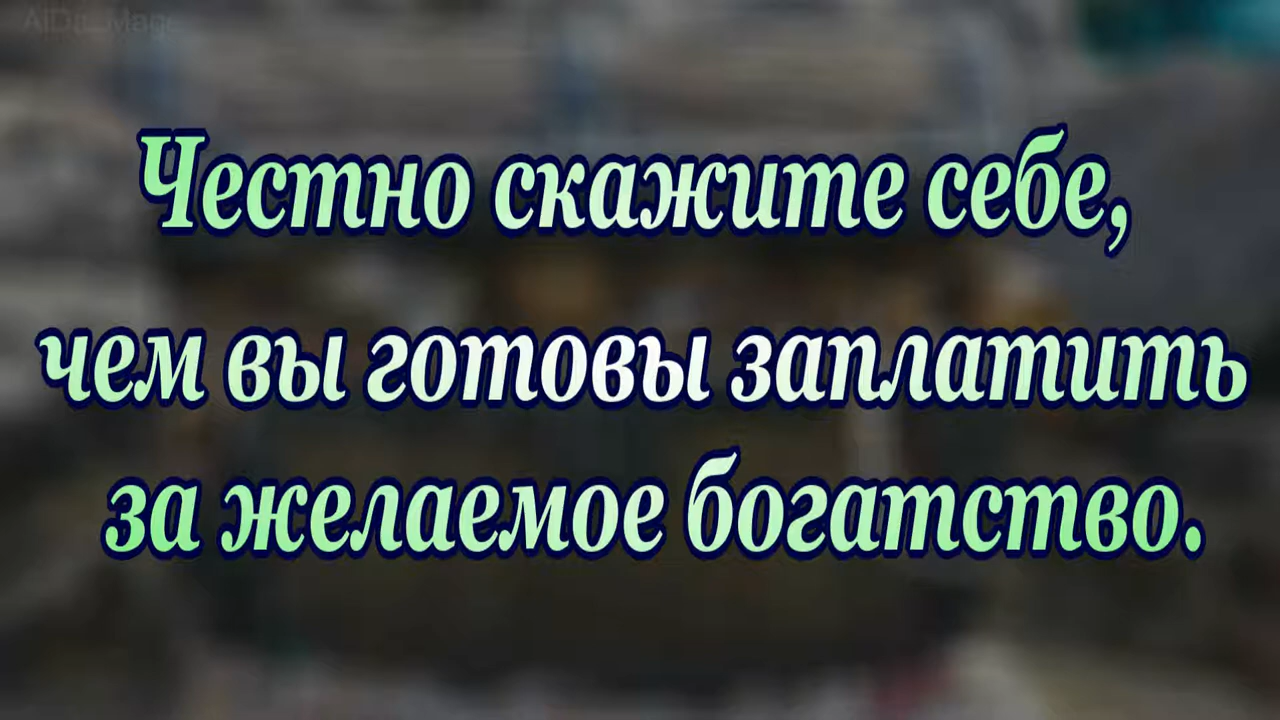 Честно скажите себе,
чем вы готовы заплатить
за желаемое богатство.